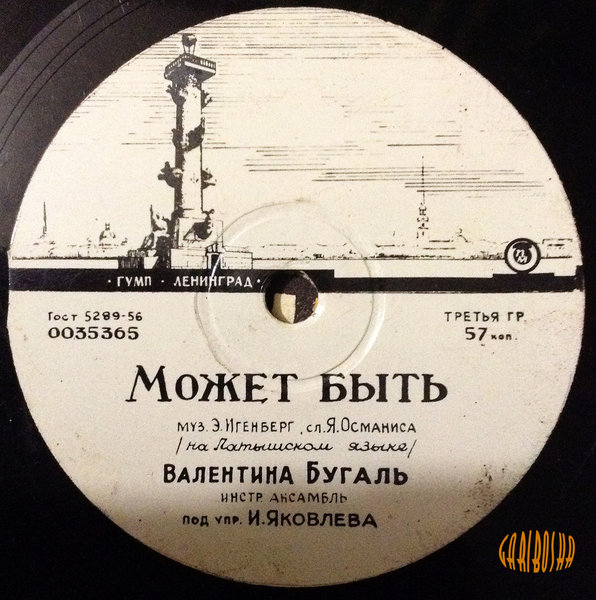 · ГУМП · ЛЕНИНГРАД ·
Гост 5289-56
0035365
ТРЕТЬЯ ГР.
57 коп.
МОЖЕТ БЫТЬ
муз. Э. Игенберг, сл. Я. Османиса
/на Латышском языке/
ВАЛЕНТИНА БУГАЛЬ
ИНСТР. АНСАМБЛЬ
ПОД УПР. И. ЯКОВЛЕВА
GARIBOSHA